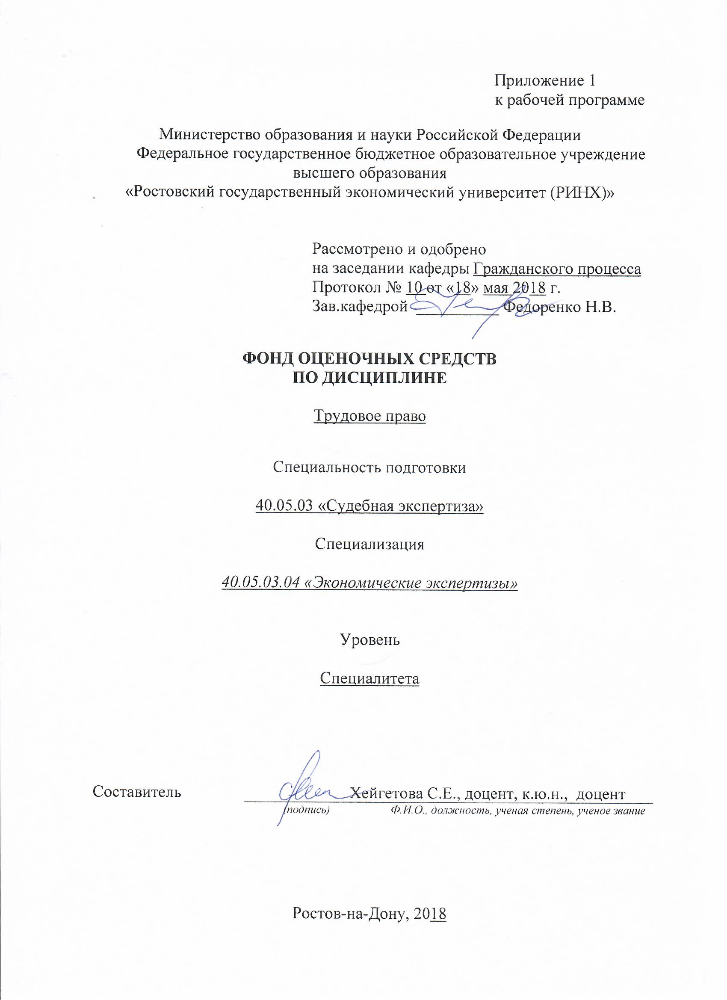 Приложение 1
к рабочей программе
Министерство образования и науки Российской Федерации
Федеральное государственное бюджетное образовательное учреждение
высшего образования
«Ростовский государственный экономический университет (РИНХ)»
Рассмотрено и одобрено
на заседании кафедры Гражданского процесса
Протокол № 10 от «18» мая 2018 г.
Зав.кафедрой __________ Федоренко Н.В.
ФОНД ОЦЕНОЧНЫХ СРЕДСТВ
ПО ДИСЦИПЛИНЕ
Трудовое право
Специальность подготовки
40.05.03 «Судебная экспертиза»
Специализация
40.05.03.04 «Экономические экспертизы»
Уровень
Специалитета
Составитель Хейгетова С.Е., доцент, к.ю.н., доцент
(подпись) Ф.И.О., должность, ученая степень, ученое звание
Ростов-на-Дону, 2018